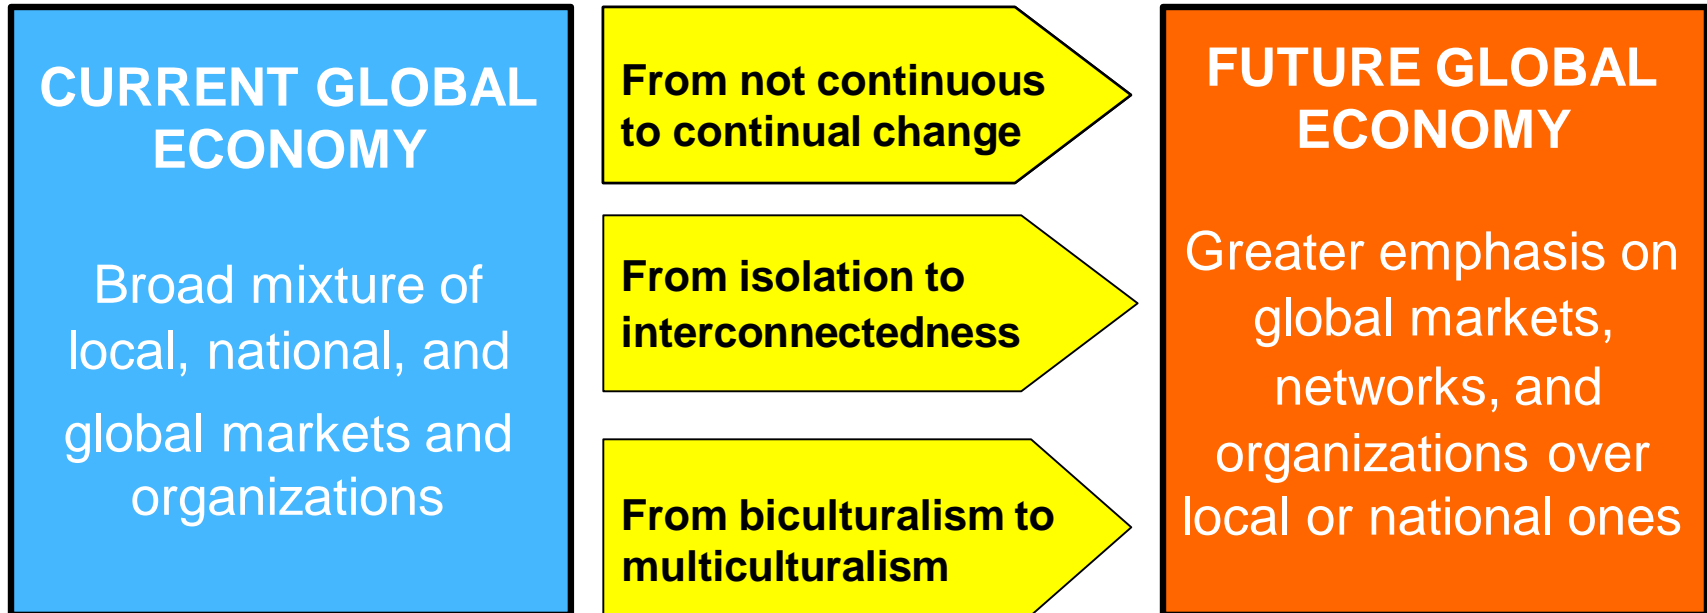 CURRENT GLOBAL
ECONOMY
Broad mixture of
local, national, and
global markets and
organizations
From not continuous
to continual change
From isolation to
interconnectedness
From biculturalism to
multiculturalism
FUTURE GLOBAL
ECONOMY
Greater emphasis on
global markets,
networks, and
organizations over
local or national ones